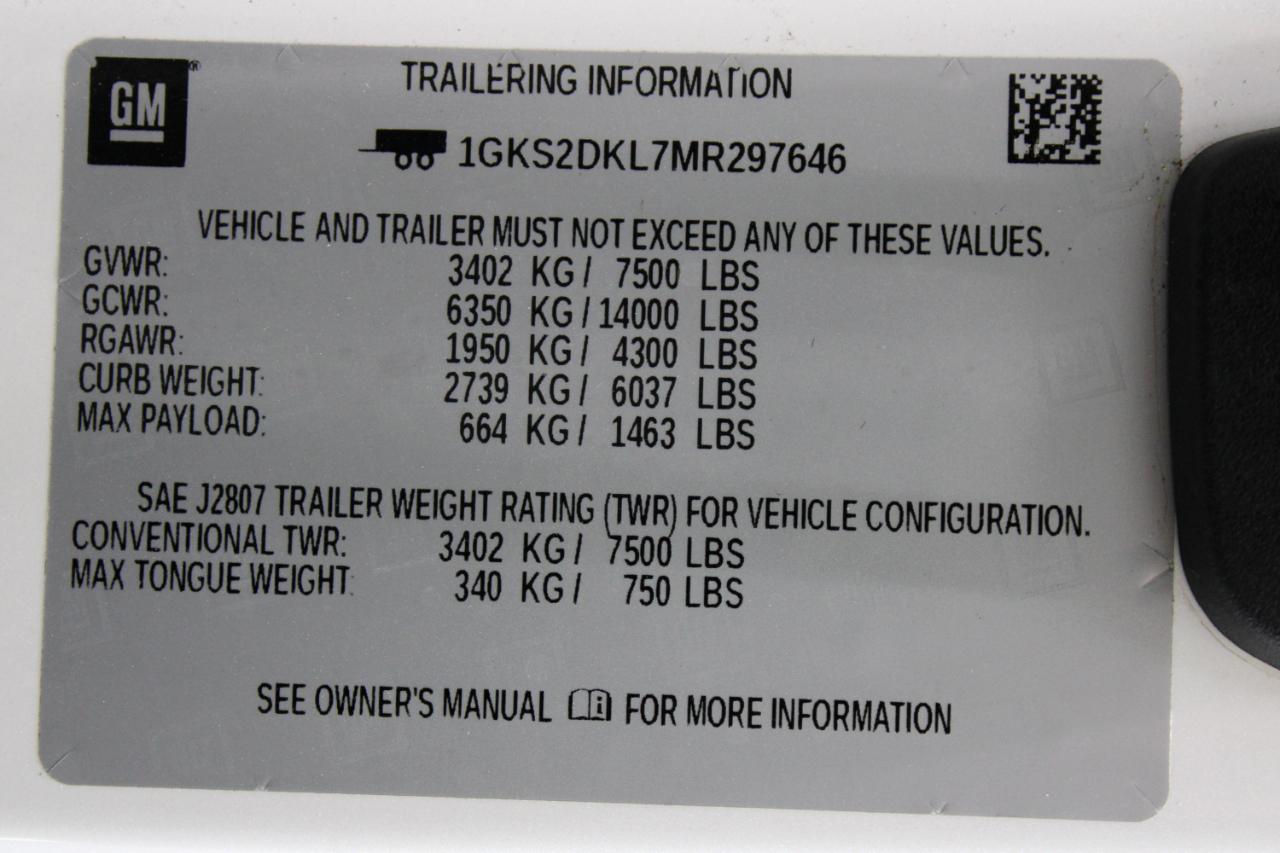 GM®
TRAILERING INFORMATION
1GKS2DKL7MR297646
VEHICLE AND TRAILER MUST NOT EXCEED ANY OF THESE VALUES.
GVWR: 3402 KG / 7500 LBS
GCWR: 6350 KG / 14000 LBS
RGAWR: 1950 KG / 4300 LBS
CURB WEIGHT: 2739 KG / 6037 LBS
MAX PAYLOAD: 664 KG / 1463 LBS
SAE J2807 TRAILER WEIGHT RATING (TWR) FOR VEHICLE CONFIGURATION.
CONVENTIONAL TWR: 3402 KG / 7500 LBS
MAX TONGUE WEIGHT: 340 KG / 750 LBS
SEE OWNER'S MANUAL i FOR MORE INFORMATION